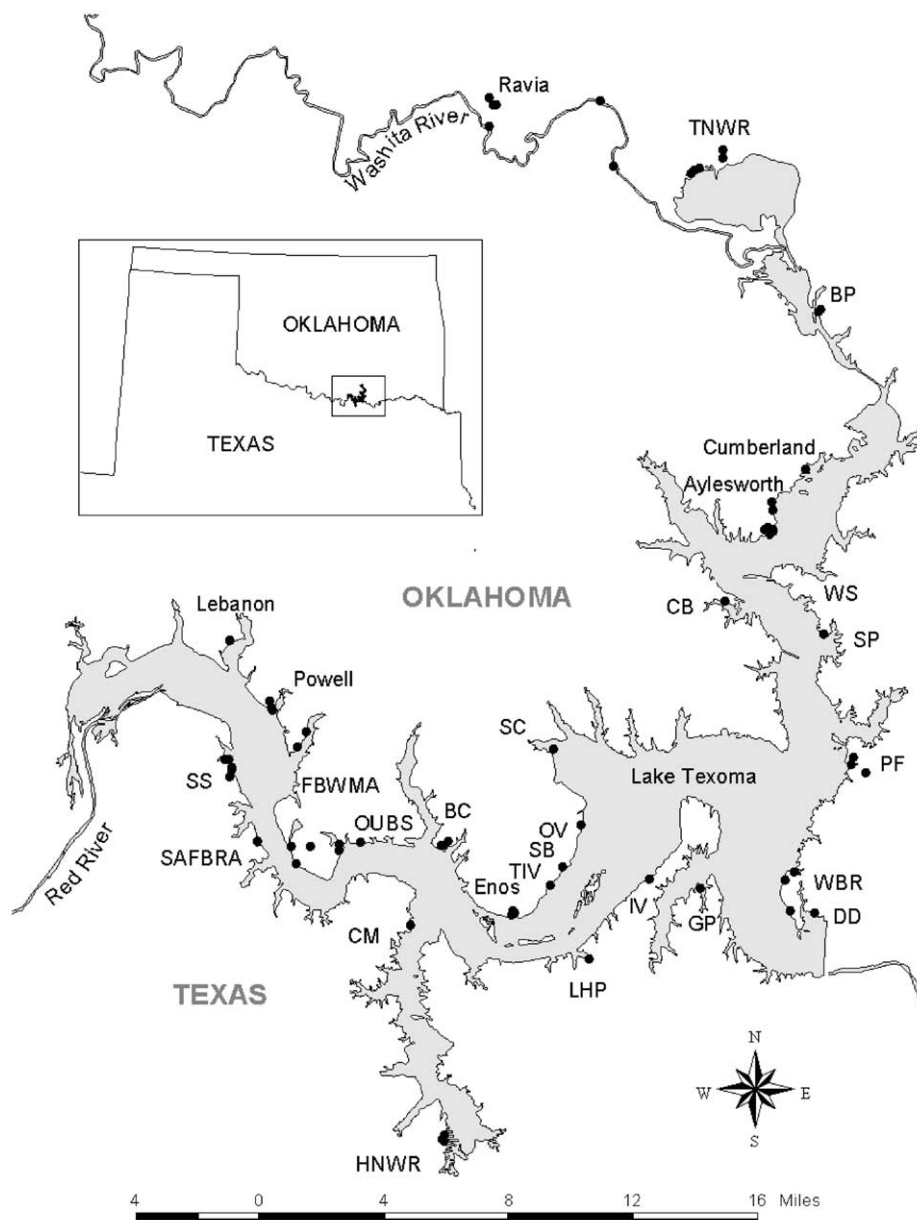 Ravia
Washita River
TNWR
BP
OKLAHOMA
TEXAS
Cumberland
Aylesworth
OKLAHOMA
WS
CB
SP
Lebanon
Powell
SC
PF
Lake Texoma
SS
FBWMA
OUBS
BC
OV
SB
SAFBRA
TIV
Red River
Enos
IV
WBR
GP
DD
CM
LHP
TEXAS
N
W E
S
HNWR
4 0 4 8 12 16 Miles